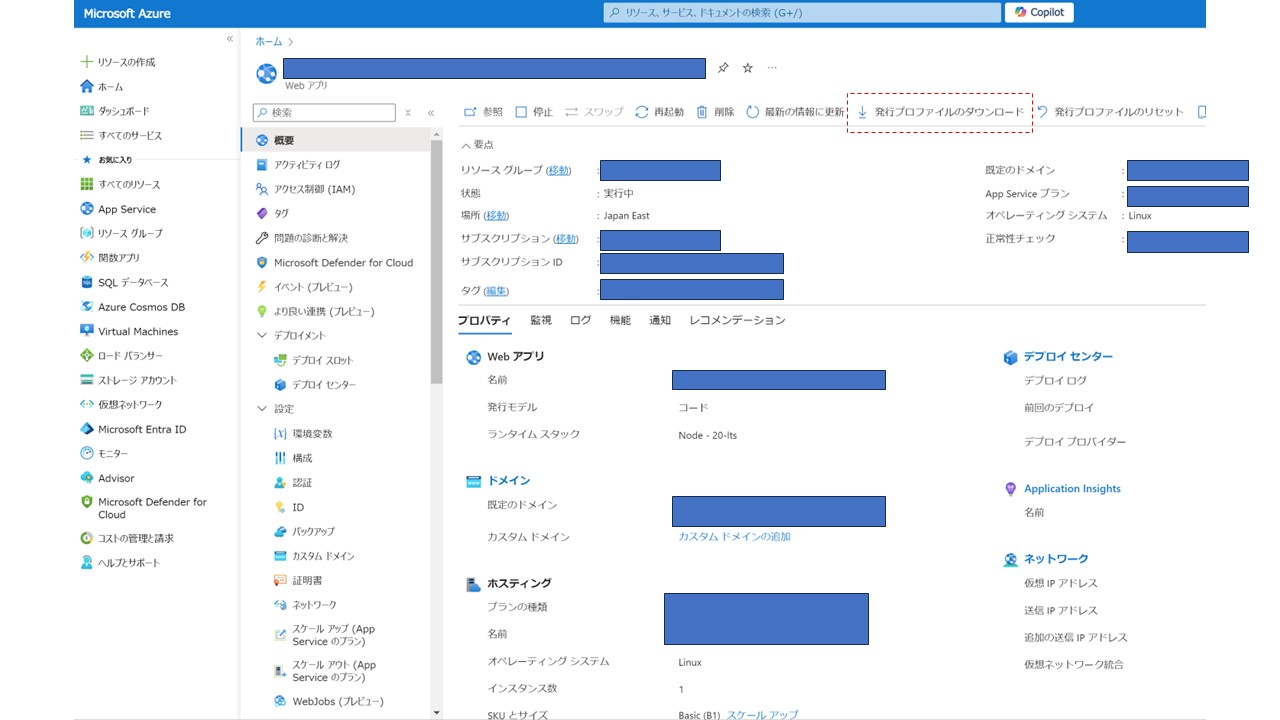 Microsoft Azure
リソース、サービス、ドキュメントの検索 (G+/)
Copilot
«
リソースの作成
ホーム
ダッシュボード
すべてのサービス
お気に入り
すべてのリソース
App Service
リソース グループ
関数アプリ
SQL データベース
Azure Cosmos DB
Virtual Machines
ロード バランサー
ストレージ アカウント
仮想ネットワーク
Microsoft Entra ID
モニター
Advisor
Microsoft Defender for
Cloud
コストの管理と請求
ヘルプとサポート
ホーム >
Web アプリ
...
検索
«
概要
アクティビティ ログ
アクセス制御 (IAM)
タグ
問題の診断と解決
Microsoft Defender for Cloud
イベント (プレビュー)
より良い連携 (プレビュー)
デプロイメント
デプロイ スロット
デプロイ センター
設定
環境変数
構成
認証
ID
バックアップ
カスタム ドメイン
証明書
ネットワーク
スケール アップ (App
Service のプラン)
スケール アウト (App
Service のプラン)
WebJobs (プレビュー)
参照 停止 スワップ 再起動 削除 最新の情報に更新 発行プロファイルのダウンロード 発行プロファイルのリセット
要点
リソース グループ (移動) :
状態 : 実行中
場所 (移動) : Japan East
サブスクリプション (移動) :
サブスクリプション ID :
タグ (編集) :
既定のドメイン :
App Service プラン :
オペレーティング システム : Linux
正常性チェック :
プロパティ 監視 ログ 機能 通知 レコメンデーション
Web アプリ
名前
発行モデル コード
ランタイム スタック Node - 20-lts
ドメイン
既定のドメイン
カスタム ドメイン カスタム ドメインの追加
ホスティング
プランの種類
名前
オペレーティング システム Linux
インスタンス数 1
SKU とサイズ Basic (B1) スケール アップ
デプロイ センター
デプロイ ログ
前回のデプロイ
デプロイ プロバイダー
Application Insights
名前
ネットワーク
仮想 IP アドレス
送信 IP アドレス
追加の送信 IP アドレス
仮想ネットワーク統合